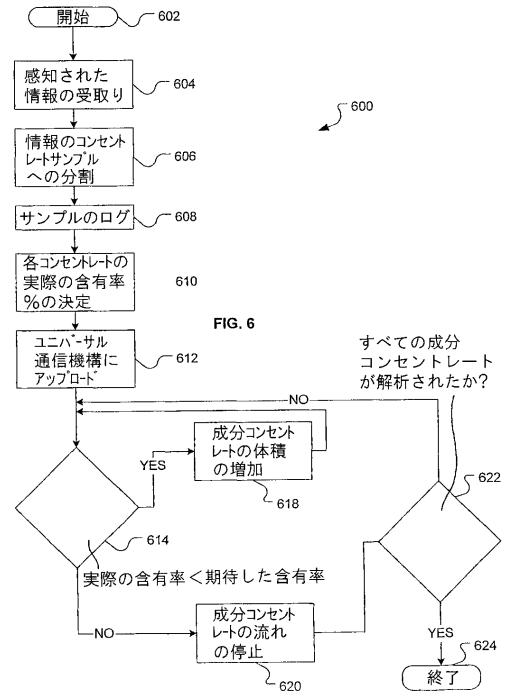 開始
602
感知された
情報の受取り
604
600
情報のコンセント
レートサンプル
への分割
606
サンプルのログ
608
各コンセントレートの
実際の含有率
%の決定
610
FIG. 6
ユニバーサル
通信機構に
アップロード
612
すべての成分
コンセントレート
が解析されたか?
NO
成分コンセント
レートの体積
の増加
YES
618
622
614
実際の含有率<期待した含有率
NO
成分コンセント
レートの流れ
の停止
620
YES
624
終了